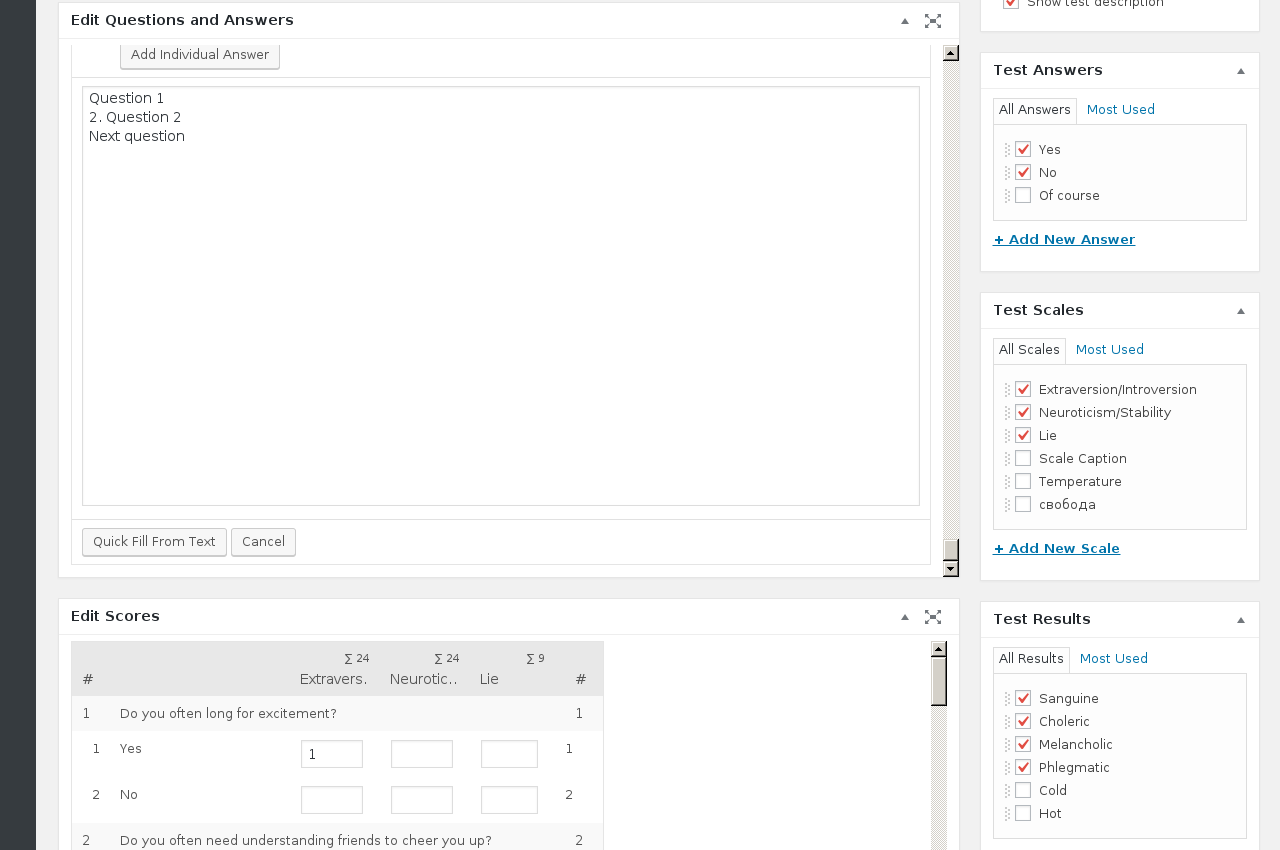 Edit Questions and Answers
Add Individual Answer
Question 1
2. Question 2
Next question
Quick Fill From Text
Cancel
Edit Scores
∑ 24 ∑ 24 ∑ 9
# Extravers. Neurotic.. Lie #
1 Do you often long for excitement? 1
1 Yes 1 1
2 No 2
2 Do you often need understanding friends to cheer you up? 2
Show test description
Test Answers
All Answers Most Used
Yes
No
Of course
+ Add New Answer
Test Scales
All Scales Most Used
Extraversion/Introversion
Neuroticism/Stability
Lie
Scale Caption
Temperature
свобода
+ Add New Scale
Test Results
All Results Most Used
Sanguine
Choleric
Melancholic
Phlegmatic
Cold
Hot